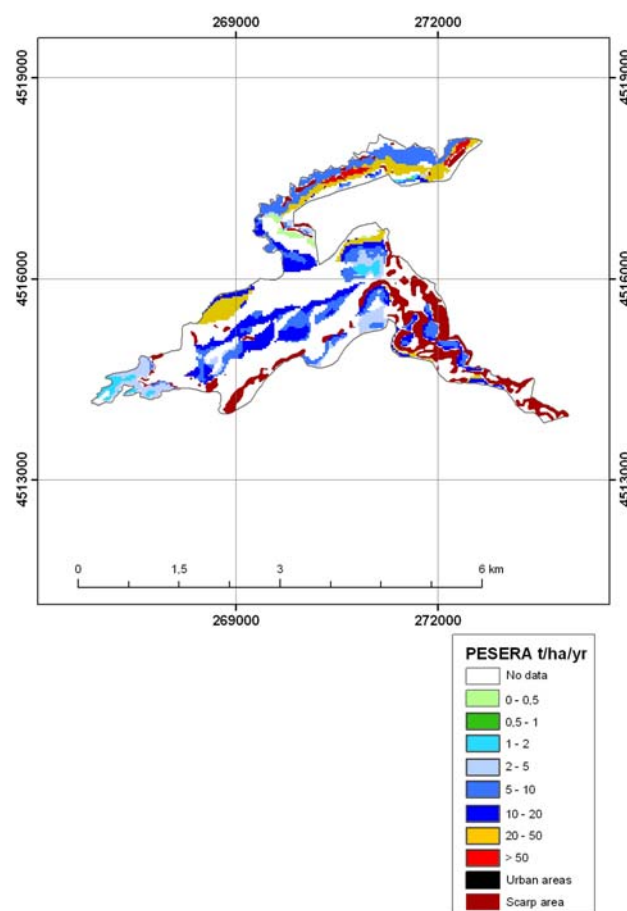 269000 272000
4519000 4519000
4516000 4516000
4513000 4513000
0 1,5 3 6 km
269000 272000
PESERA t/ha/yr
No data
0 - 0,5
0,5 - 1
1 - 2
2 - 5
5 - 10
10 - 20
20 - 50
> 50
Urban areas
Scarp area